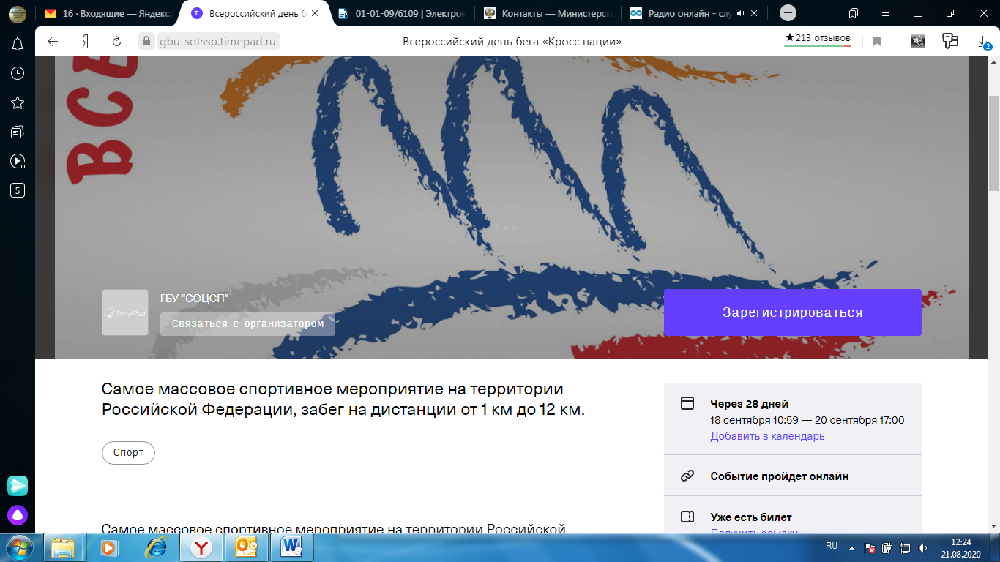 16 · Входящие — Яндекс.
Всероссийский день б
01-01-09/6109 | Электрон
Контакты — Министерст
Радио онлайн - слу
gbu-sotssp.timepad.ru
Всероссийский день бега «Кросс нации»
★213 отзывов
2
5
ВСЕ
TimePad
ГБУ "СОЦСП"
Связаться с организатором
Зарегистрироваться
Самое массовое спортивное мероприятие на территории
Российской Федерации, забег на дистанции от 1 км до 12 км.
Спорт
Через 28 дней
18 сентября 10:59 — 20 сентября 17:00
Добавить в календарь
Событие пройдет онлайн
Уже есть билет
Получить ссылку
Самое массовое спортивное мероприятие на территории Российской
RU
12:24
21.08.2020